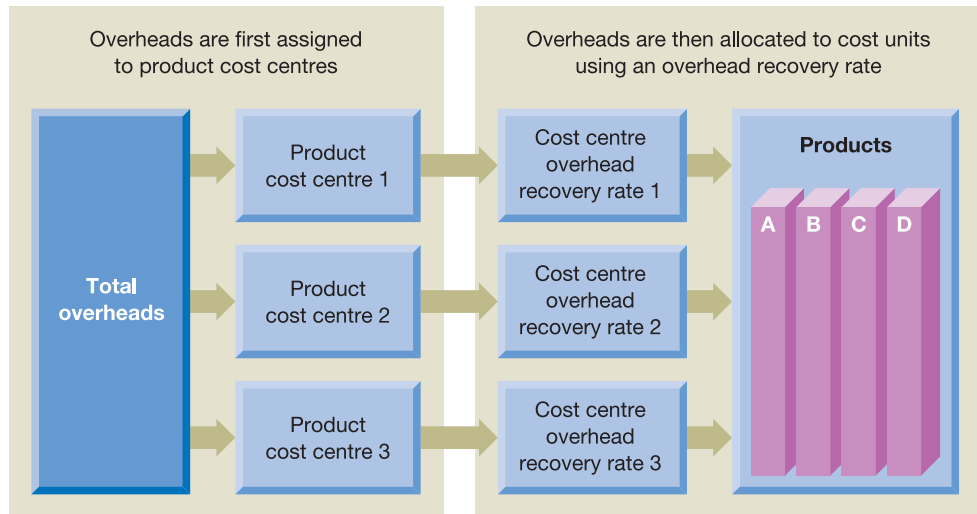 Overheads are first assigned
to product cost centres
Overheads are then allocated to cost units
using an overhead recovery rate
Total
overheads
Product
cost centre 1
Cost centre
overhead
recovery rate 1
Product
cost centre 2
Cost centre
overhead
recovery rate 2
Product
cost centre 3
Cost centre
overhead
recovery rate 3
Products
A B C D